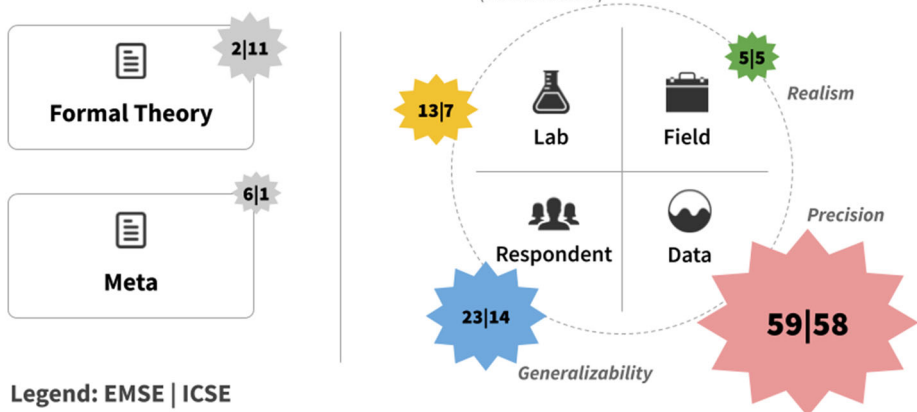 2|11
Formal Theory
6|1
Meta
Legend: EMSE | ICSE
13|7
5|5
Lab
Field
Realism
Respondent
Data
Precision
23|14
59|58
Generalizability